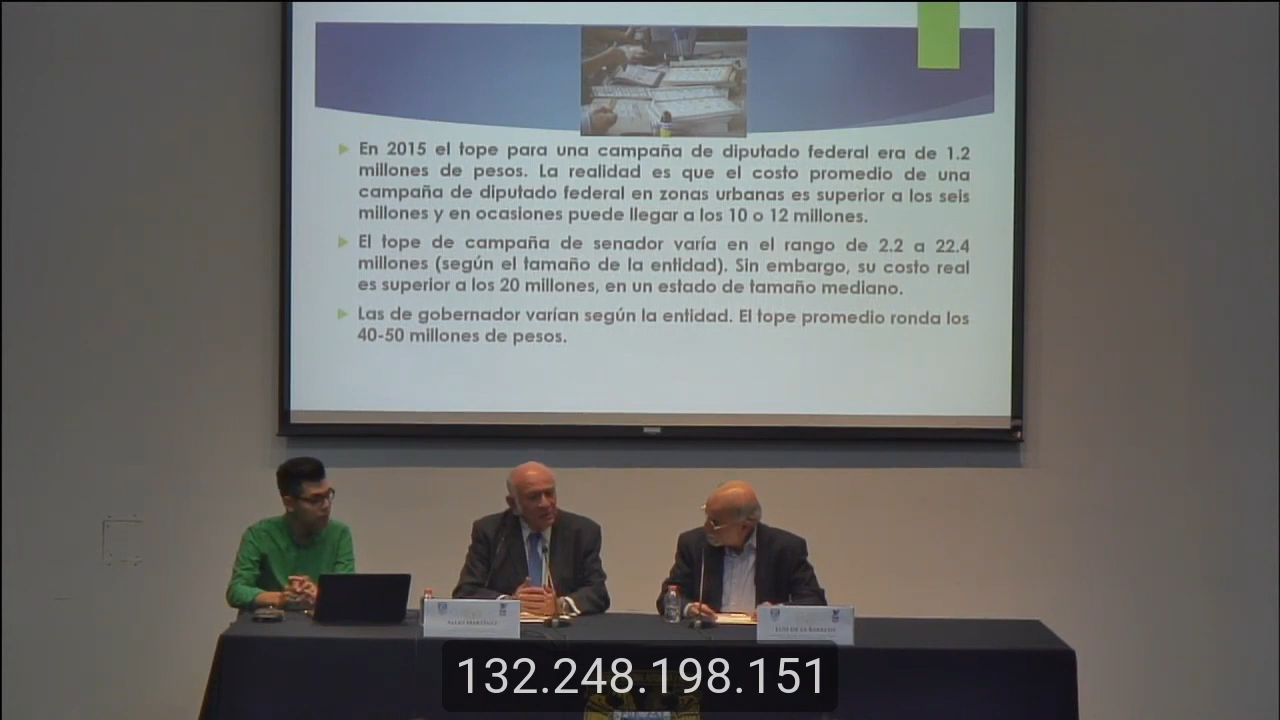 En 2015 el tope para una campaña de diputado federal era de 1.2
millones de pesos. La realidad es que el costo promedio de una
campaña de diputado federal en zonas urbanas es superior a los seis
millones y en ocasiones puede llegar a los 10 o 12 millones.
El tope de campaña de senador varía en el rango de 2.2 a 22.4
millones (según el tamaño de la entidad). Sin embargo, su costo real
es superior a los 20 millones, en un estado de tamaño mediano.
Las de gobernador varían según la entidad. El tope promedio ronda los
40-50 millones de pesos.
LUIS DE LA BARREDA
132.248.198.151